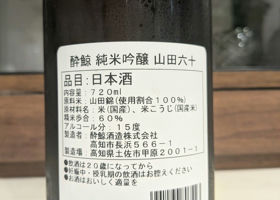 酔鯨 純米吟醸 山田六十
品目:日本酒
内容量:720ml
原料米:山田錦(使用割合100%)
原材料名:米(国産)、米こうじ(国産米)
精米歩合:60%
アルコール分:15度
製造者:酔鯨酒造株式会社
高知市長浜566-1
製造場:高知県土佐市甲原2001-1
●飲酒は20歳になってから
●妊娠中・授乳期の飲酒はお控えください
●お酒はおいしく適量を